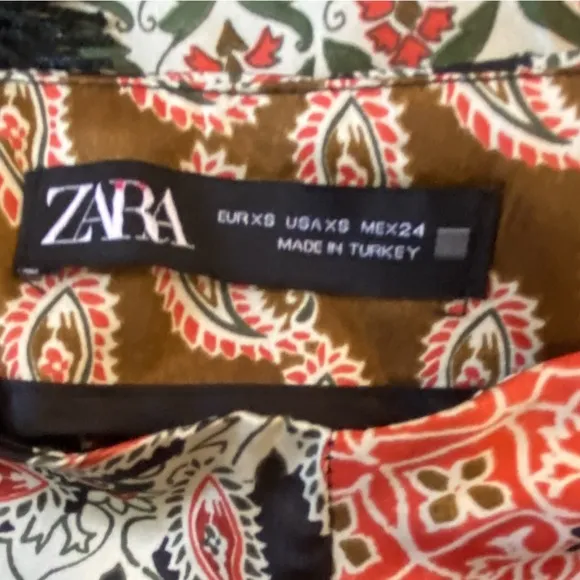 ZARA
EUR XS USA XS MEX 24
MADE IN TURKEY